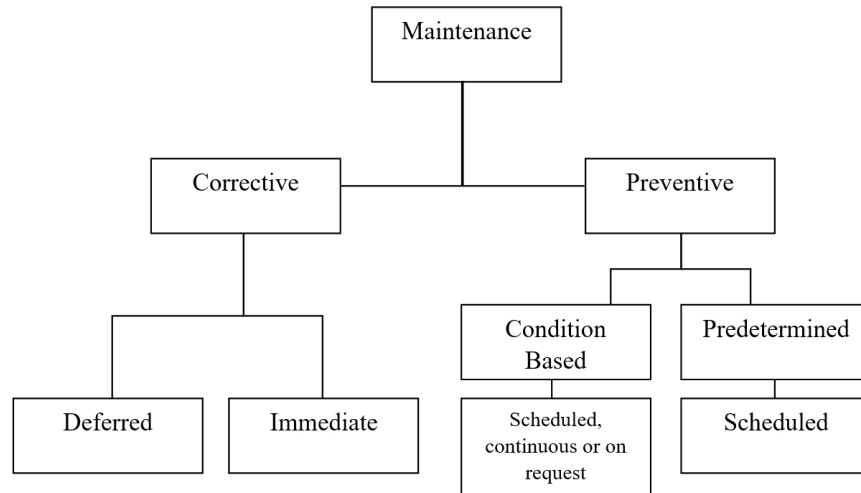 Maintenance
Corrective
Preventive
Condition
Based
Predetermined
Deferred
Immediate
Scheduled,
continuous or on
request
Scheduled